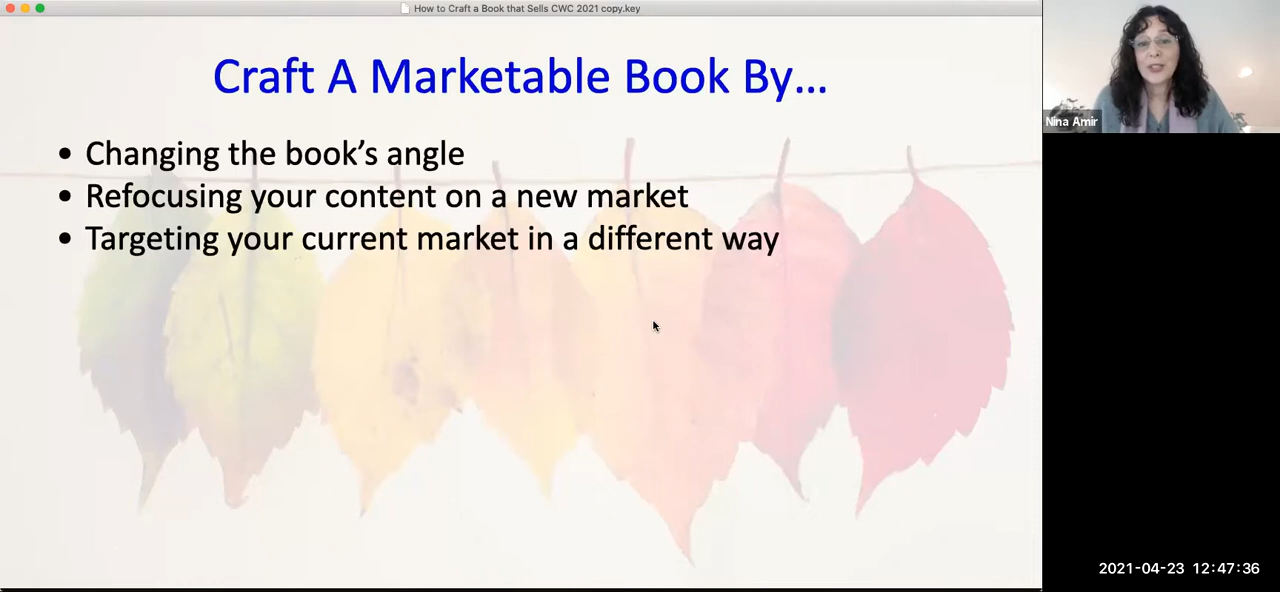 How to Craft a Book that Sells CWC 2021 copy.key
Craft A Marketable Book By...
• Changing the book's angle
• Refocusing your content on a new market
• Targeting your current market in a different way
Nina Amir
2021-04-23 12:47:36